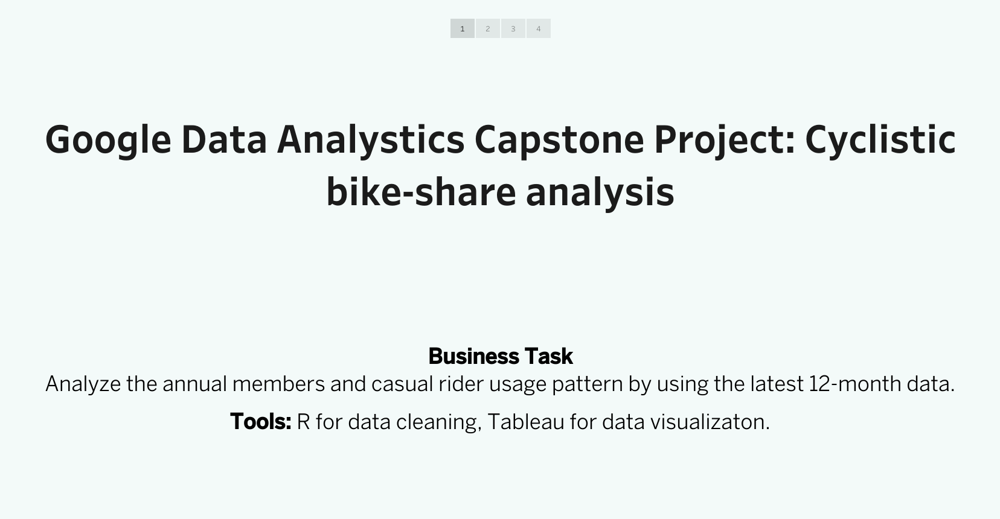 1 2 3 4
Google Data Analystics Capstone Project: Cyclistic
bike-share analysis
Business Task
Analyze the annual members and casual rider usage pattern by using the latest 12-month data.
Tools: R for data cleaning, Tableau for data visualizaton.